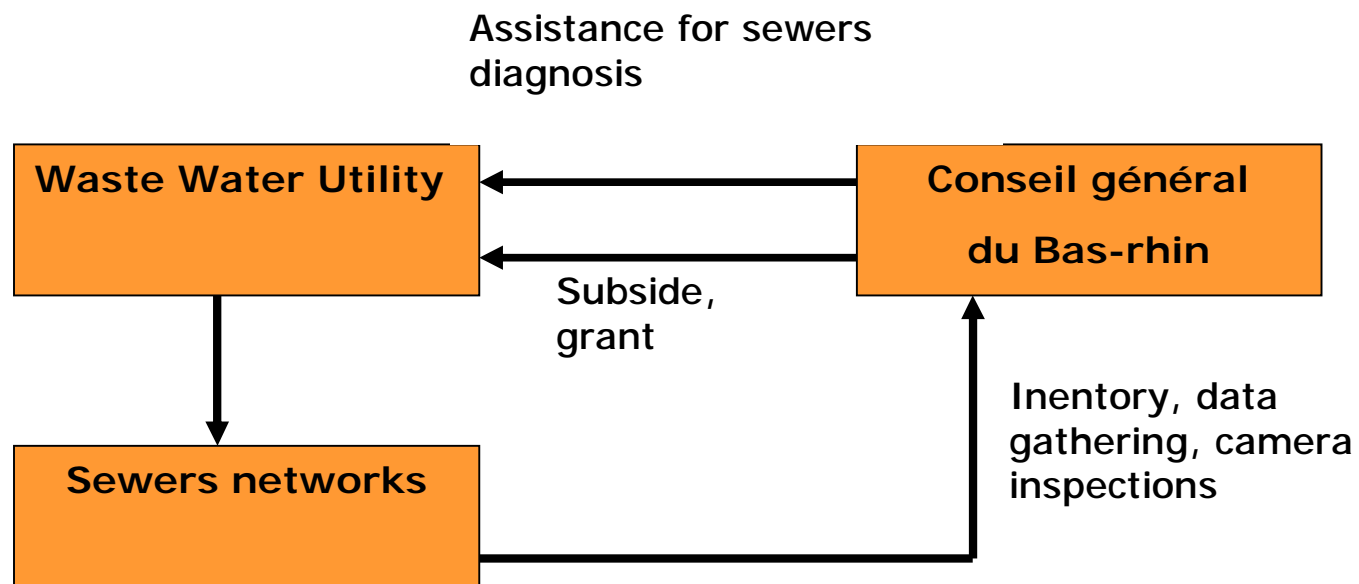 Assistance for sewers
diagnosis
Waste Water Utility
Conseil général
du Bas-rhin
Subside,
grant
Inentory, data
gathering, camera
inspections
Sewers networks